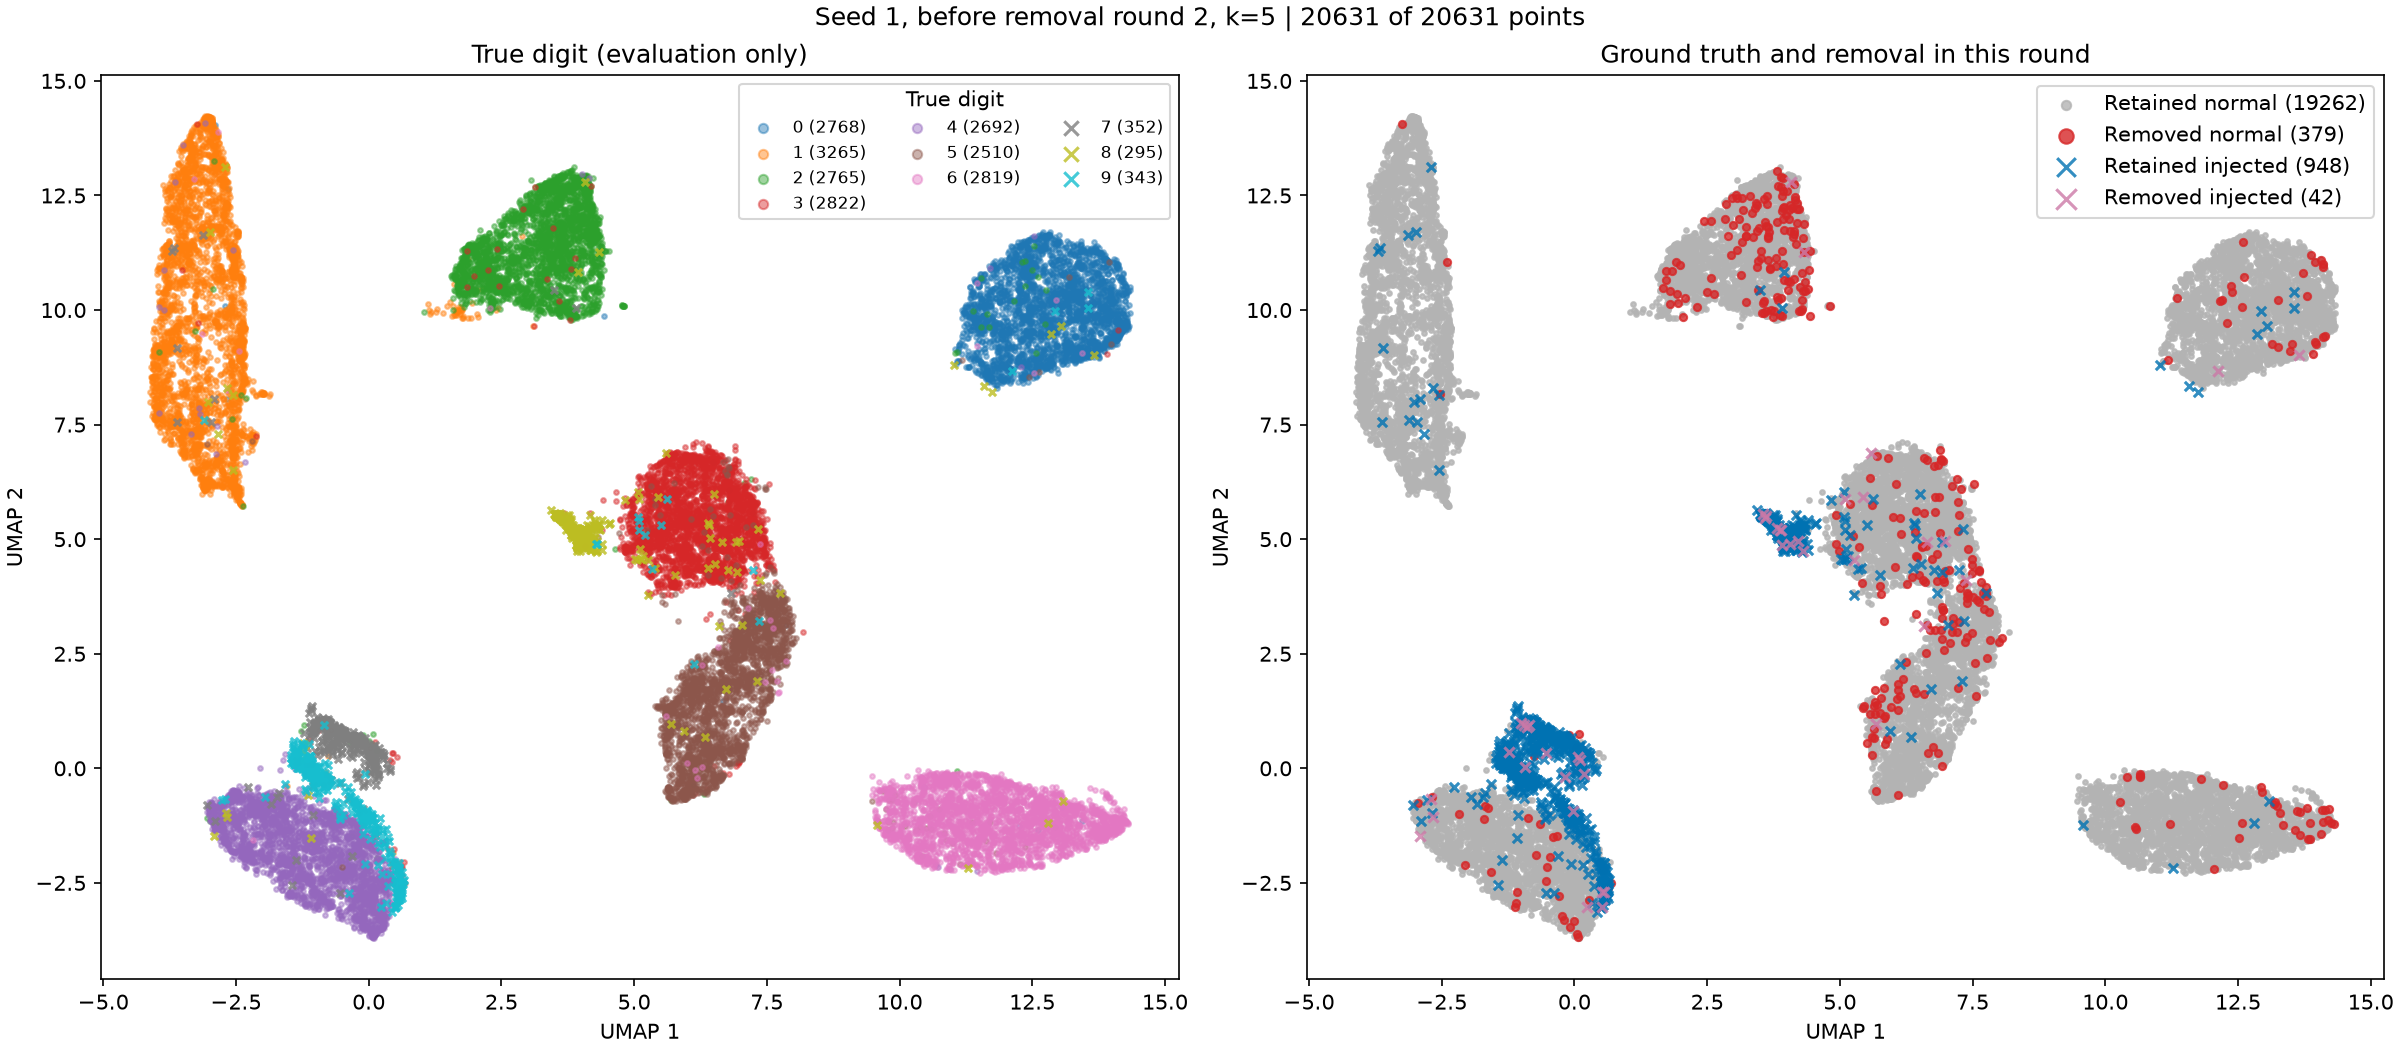 Seed 1, before removal round 2, k=5 | 20631 of 20631 points
True digit (evaluation only)
True digit
0 (2768)
1 (3265)
2 (2765)
3 (2822)
4 (2692)
5 (2510)
6 (2819)
7 (352)
8 (295)
9 (343)
15.0
12.5
10.0
7.5
5.0
2.5
0.0
−2.5
UMAP 2
−5.0 −2.5 0.0 2.5 5.0 7.5 10.0 12.5 15.0
UMAP 1
Ground truth and removal in this round
Retained normal (19262)
Removed normal (379)
Retained injected (948)
Removed injected (42)
15.0
12.5
10.0
7.5
5.0
2.5
0.0
−2.5
UMAP 2
−5.0 −2.5 0.0 2.5 5.0 7.5 10.0 12.5 15.0
UMAP 1